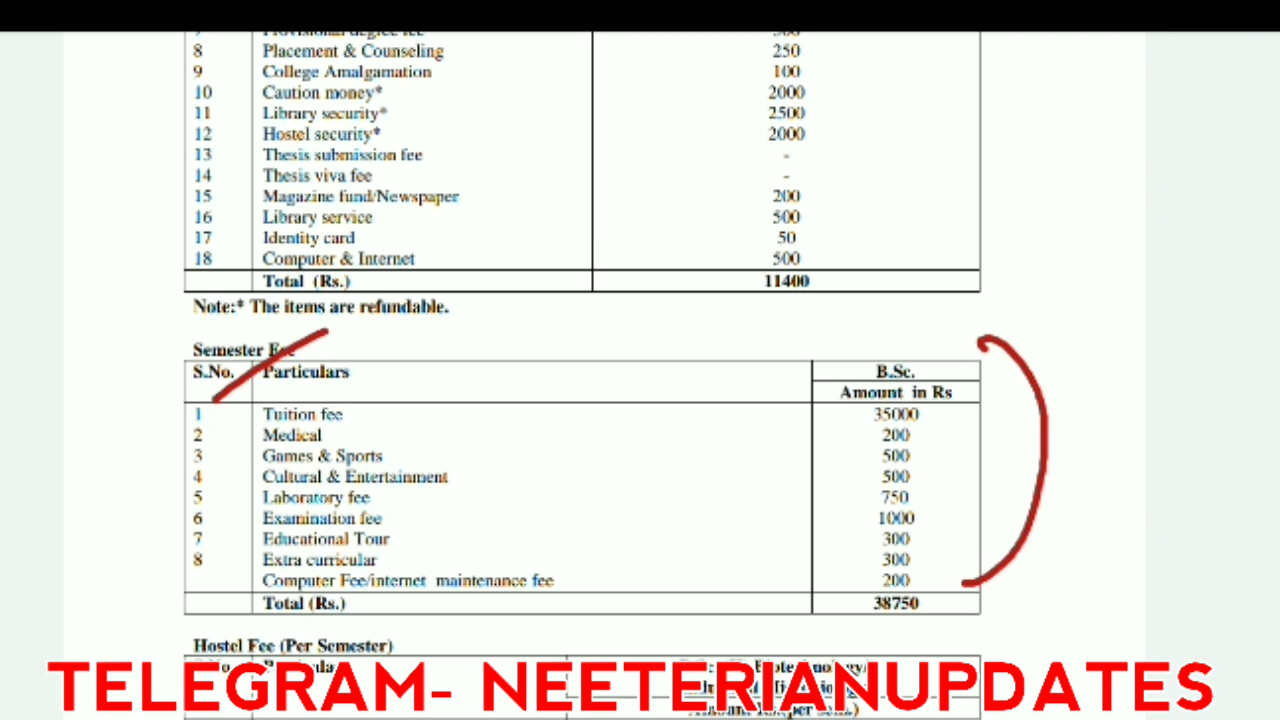 8 Placement & Counseling 250
9 College Amalgamation 100
10 Caution money* 2000
11 Library security* 2500
12 Hostel security* 2000
13 Thesis submission fee -
14 Thesis viva fee -
15 Magazine fund/Newspaper 200
16 Library service 500
17 Identity card 50
18 Computer & Internet 500
Total (Rs.) 11400
Note:* The items are refundable.
Semester Fee
S.No. Particulars B.Sc.
Amount in Rs
1 Tuition fee 35000
2 Medical 200
3 Games & Sports 500
4 Cultural & Entertainment 500
5 Laboratory fee 750
6 Examination fee 1000
7 Educational Tour 300
8 Extra curricular 300
Computer Fee/internet maintenance fee 200
Total (Rs.) 38750
Hostel Fee (Per Semester)
TELEGRAM- NEETERIANUPDATES